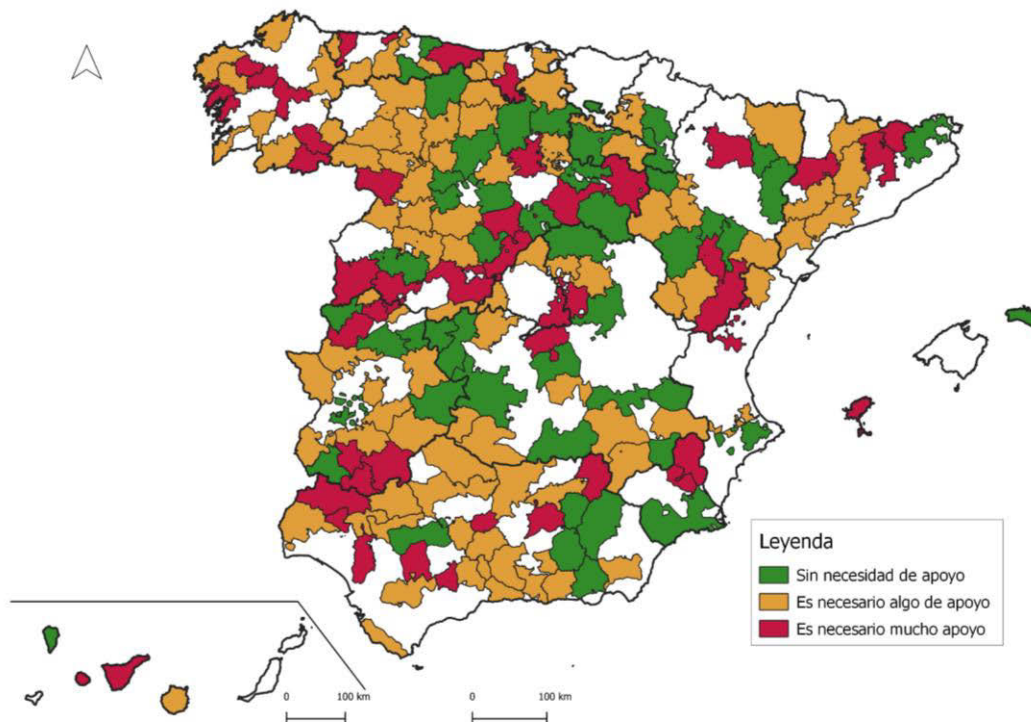 Leyenda
Sin necesidad de apoyo
Es necesario algo de apoyo
Es necesario mucho apoyo
0 100 km
0 100 km